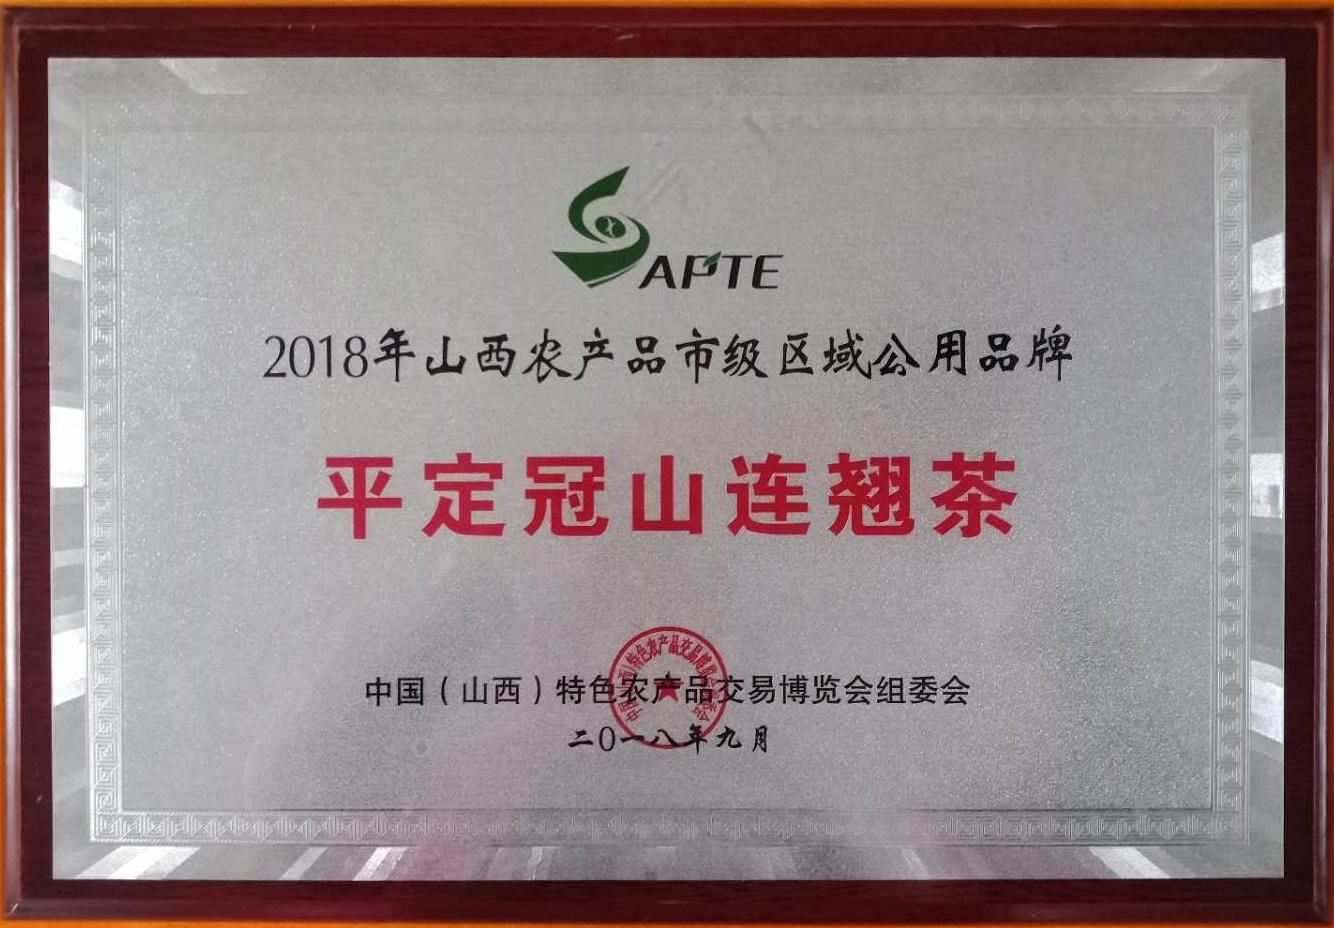 SAPTE
2018年山西农产品市级区域公用品牌
平定冠山连翘茶
中国（山西）特色农产品交易博览会组委会
二〇一八年九月